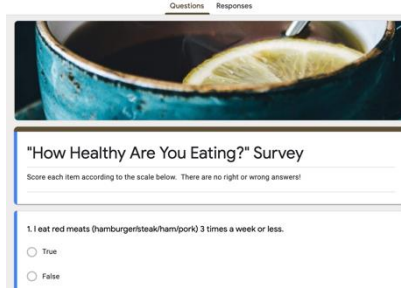 Questions Responses
"How Healthy Are You Eating?" Survey
Score each item according to the scale below. There are no right or wrong answers!
1. I eat red meats (hamburger/steak/ham/pork) 3 times a week or less.
True
False